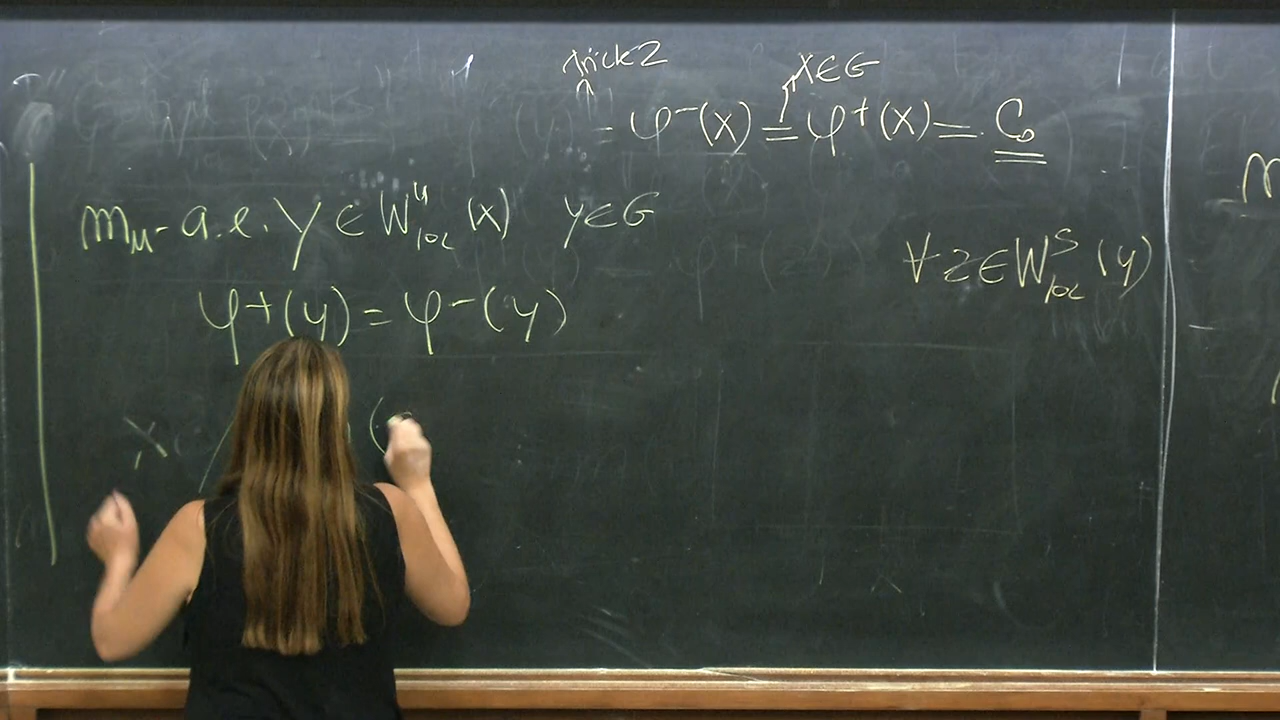 trick 2
x∈G
= φ⁻(x) = φ⁺(x) = C₀
m_u - a.e. y ∈ W^u_loc (x) y∈G
∀ z∈W^s_loc (y)
φ⁺(y) = φ⁻(y)